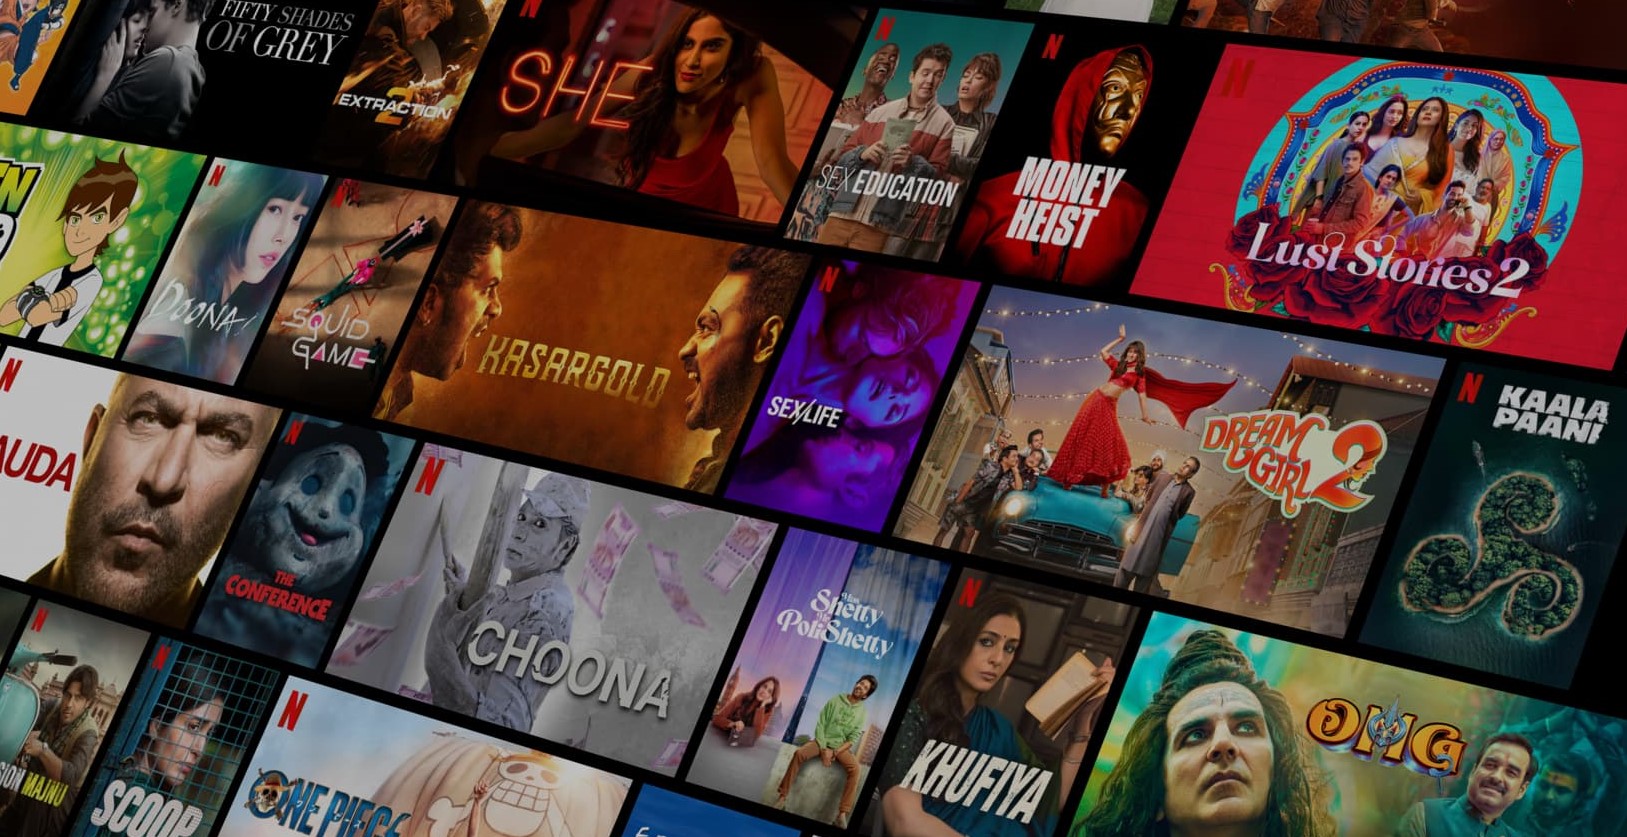 FIFTY SHADES
OF GREY
EXTRACTION
2
SHE
SEX EDUCATION
MONEY
HEIST
Lust Stories 2
DOONA!
SQUID
GAME
KASARGOLD
SEX/LIFE
DREAM
GIRL 2
KAALA
PAANI
AUDA
THE
CONFERENCE
CHOONA
Miss
Shetty
Mr
Poli Shetty
KHUFIYA
OMG
MAJNU
SCOOP
ONE PIECE